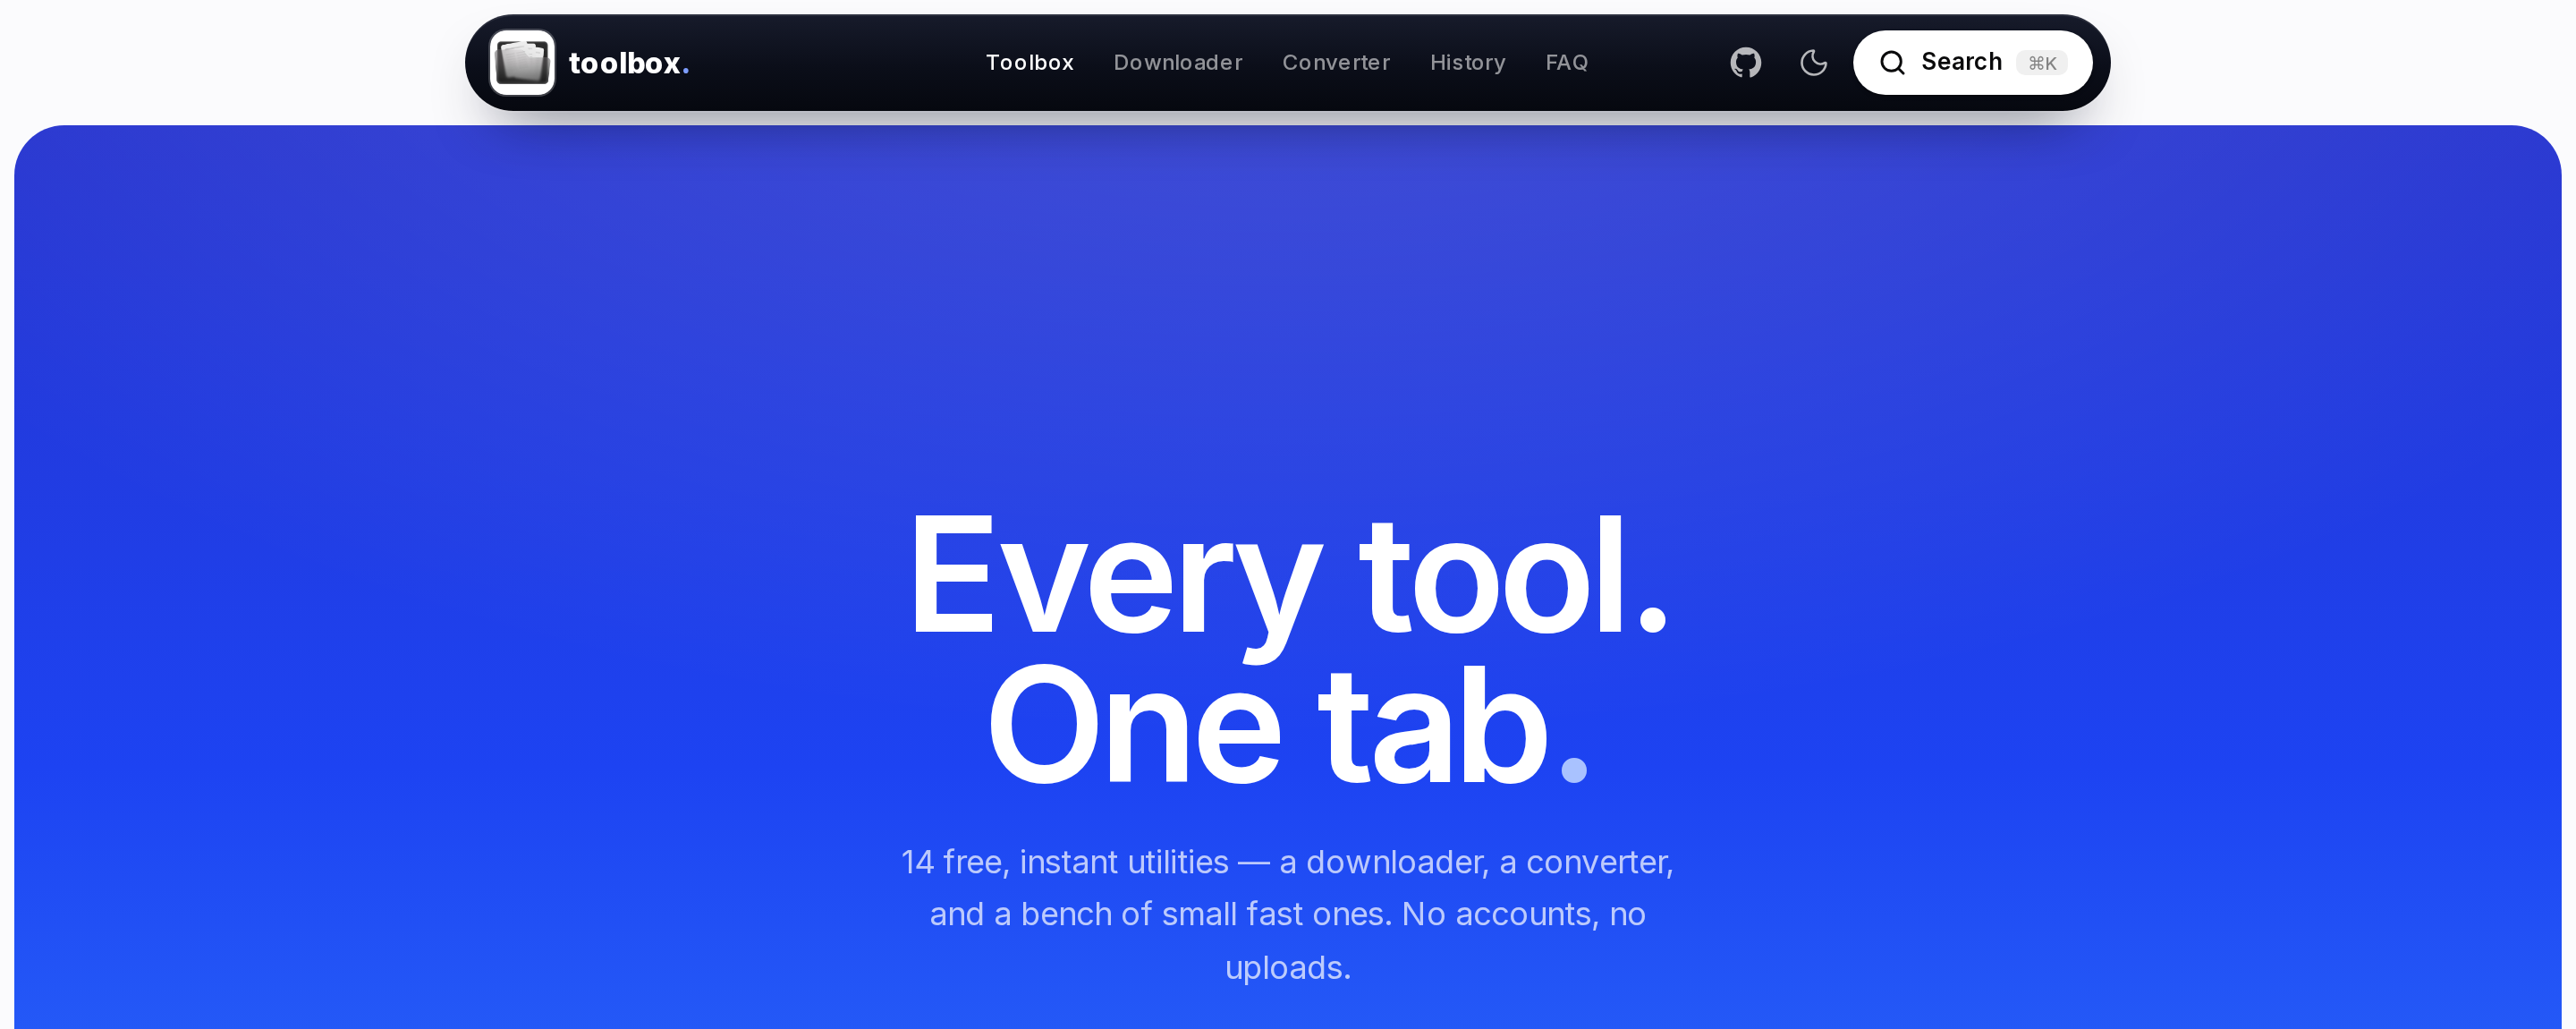 toolbox.
Toolbox
Downloader
Converter
History
FAQ
Search ⌘K
Every tool.
One tab.
14 free, instant utilities — a downloader, a converter,
and a bench of small fast ones. No accounts, no
uploads.